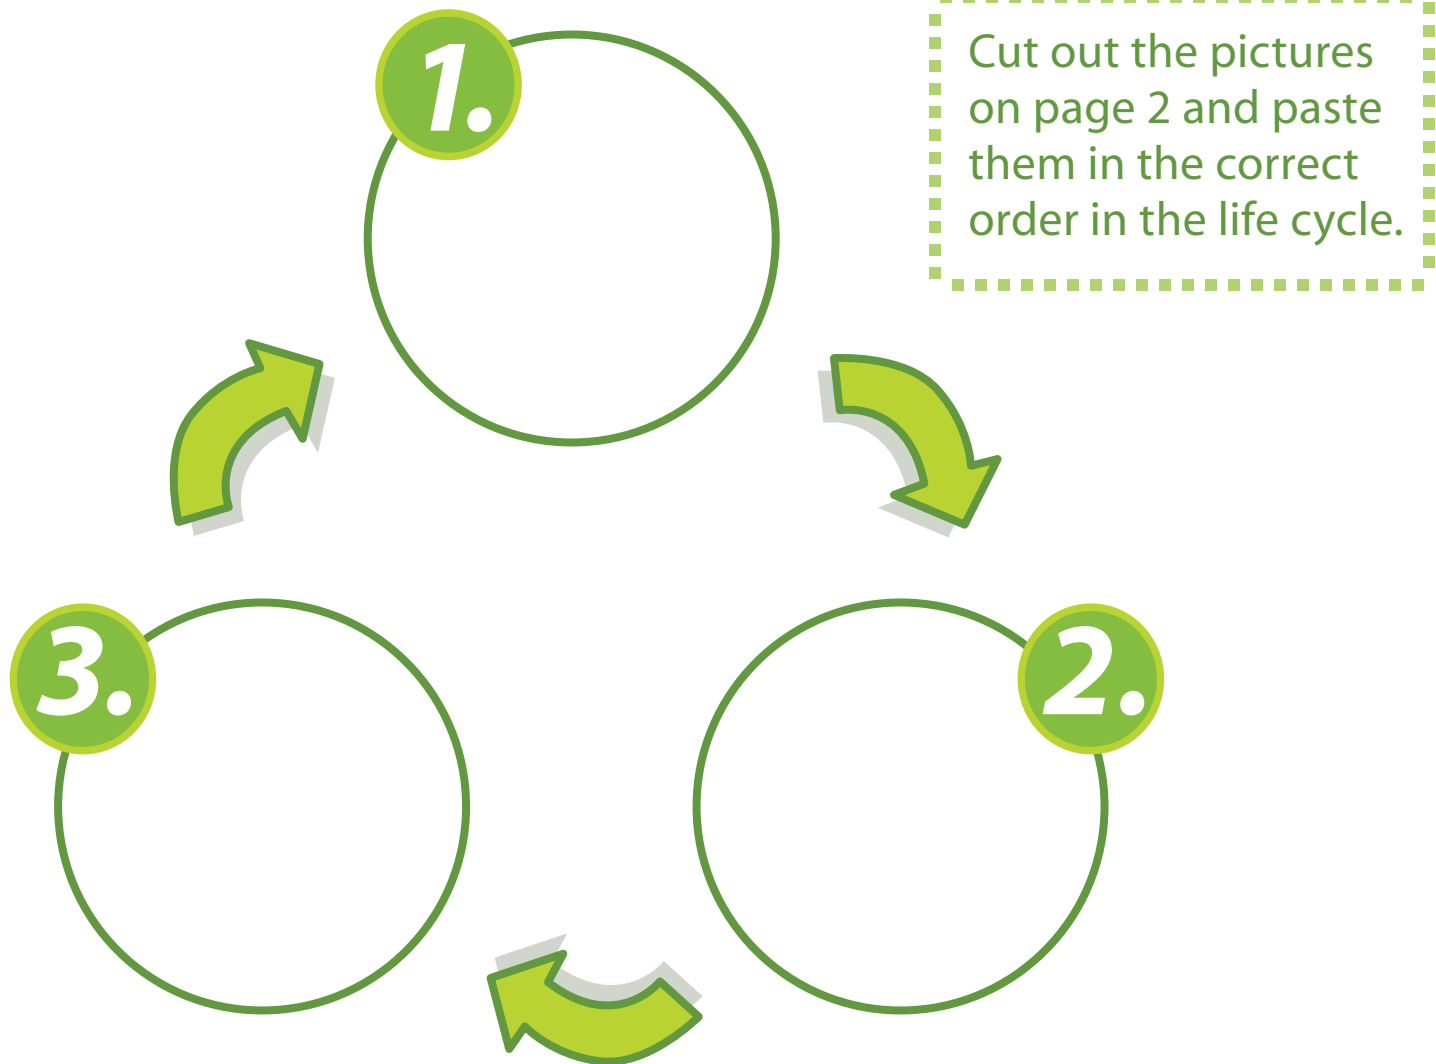 1.
Cut out the pictures
on page 2 and paste
them in the correct
order in the life cycle.
3.
2.